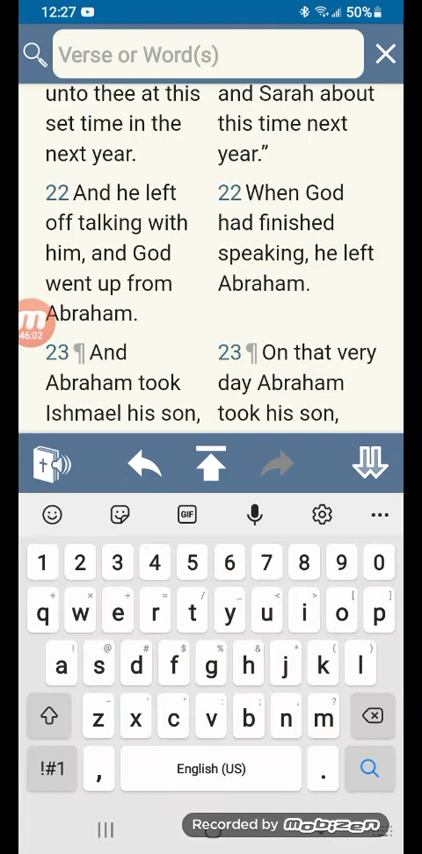 12:27
50%
Verse or Word(s)
unto thee at this
set time in the
next year.
22 And he left
off talking with
him, and God
went up from
Abraham.
23 ¶ And
Abraham took
Ishmael his son,
and Sarah about
this time next
year.”
22 When God
had finished
speaking, he left
Abraham.
23 ¶ On that very
day Abraham
took his son,
m
46:02
GIF
1 2 3 4 5 6 7 8 9 0
+ × ÷ = / _ < > [ ]
q w e r t y u i o p
! @ # $ % & * ( )
a s d f g h j k l
- ' " : ; , ?
z x c v b n m
!#1 , English (US) .
Recorded by mobizen